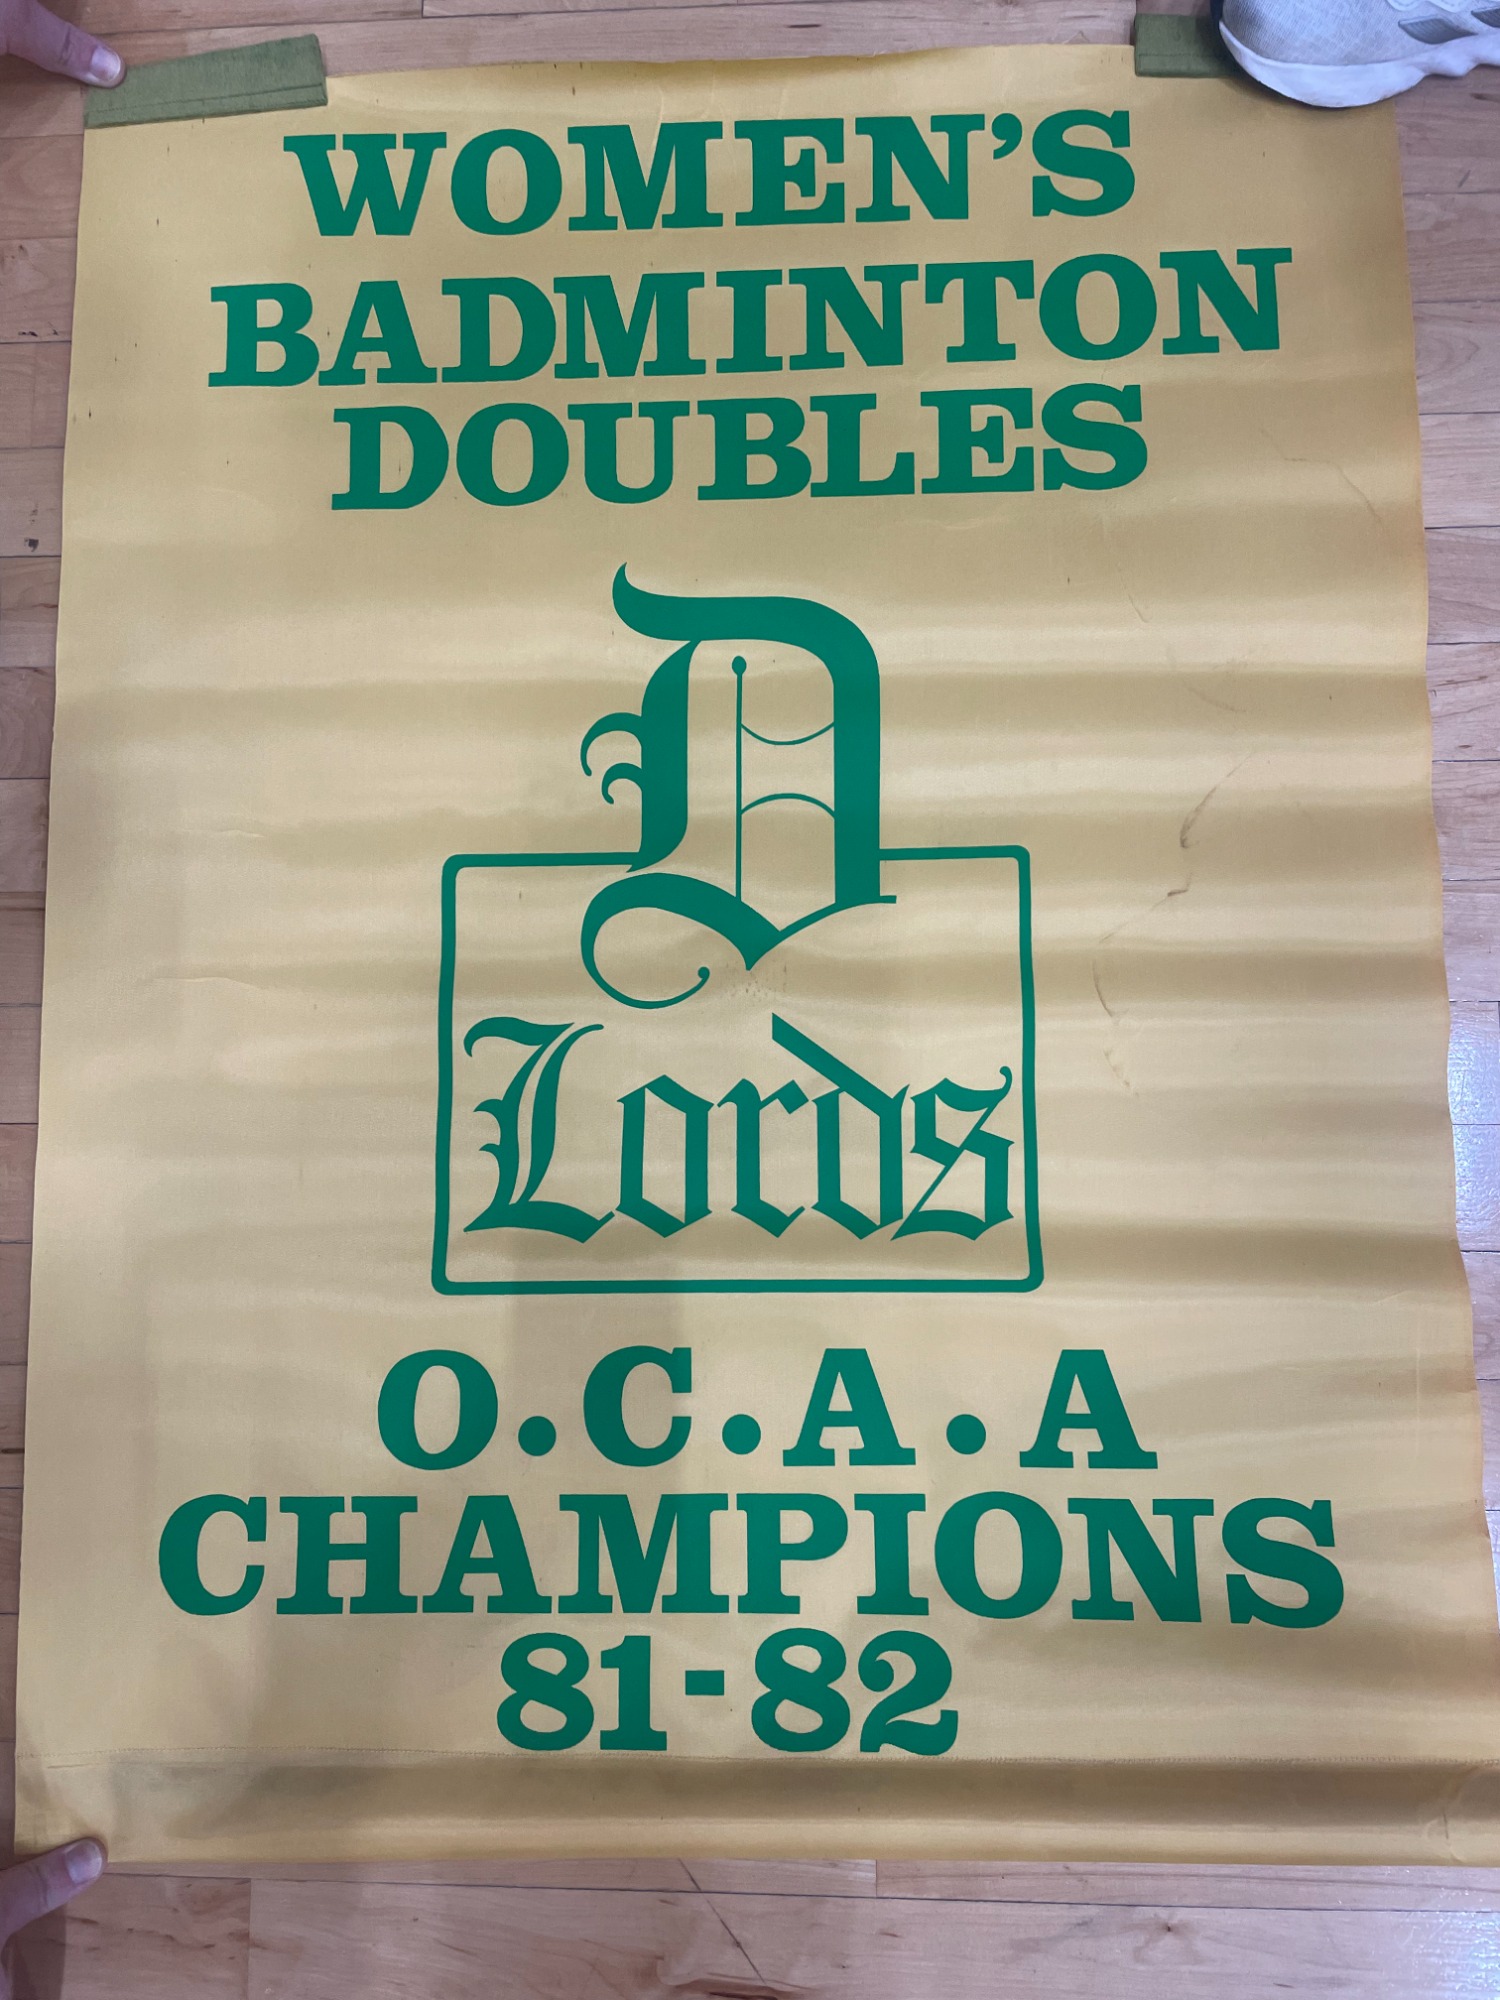 WOMEN'S
BADMINTON
DOUBLES
D
Lords
O.C.A.A
CHAMPIONS
81-82